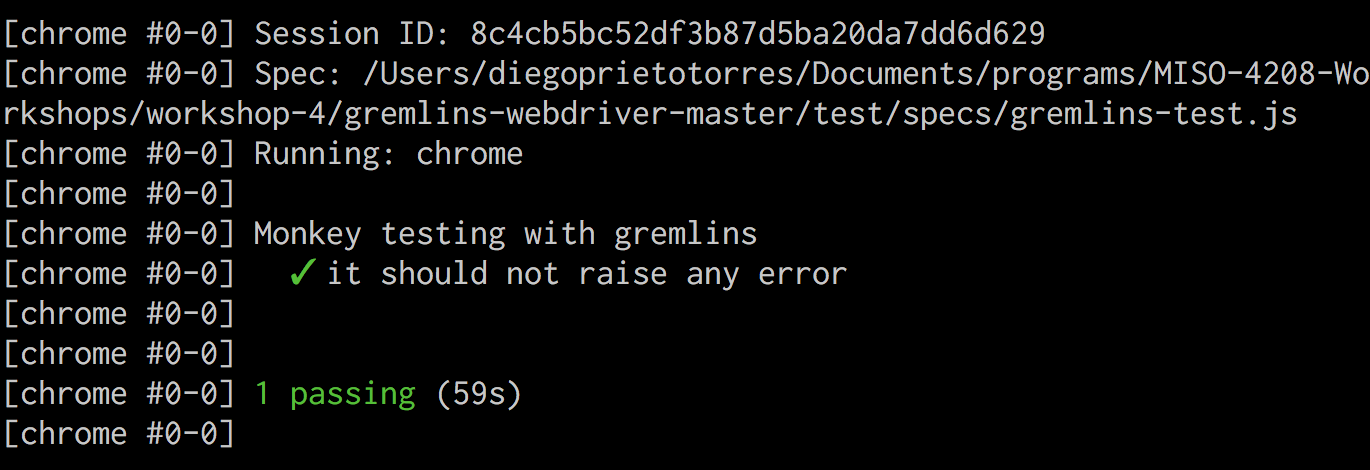 [chrome #0-0] Session ID: 8c4cb5bc52df3b87d5ba20da7dd6d629
[chrome #0-0] Spec: /Users/diegoprietotorres/Documents/programs/MISO-4208-Wo
rkshops/workshop-4/gremlins-webdriver-master/test/specs/gremlins-test.js
[chrome #0-0] Running: chrome
[chrome #0-0]
[chrome #0-0] Monkey testing with gremlins
[chrome #0-0]   ✓ it should not raise any error
[chrome #0-0]
[chrome #0-0]
[chrome #0-0] 1 passing (59s)
[chrome #0-0]